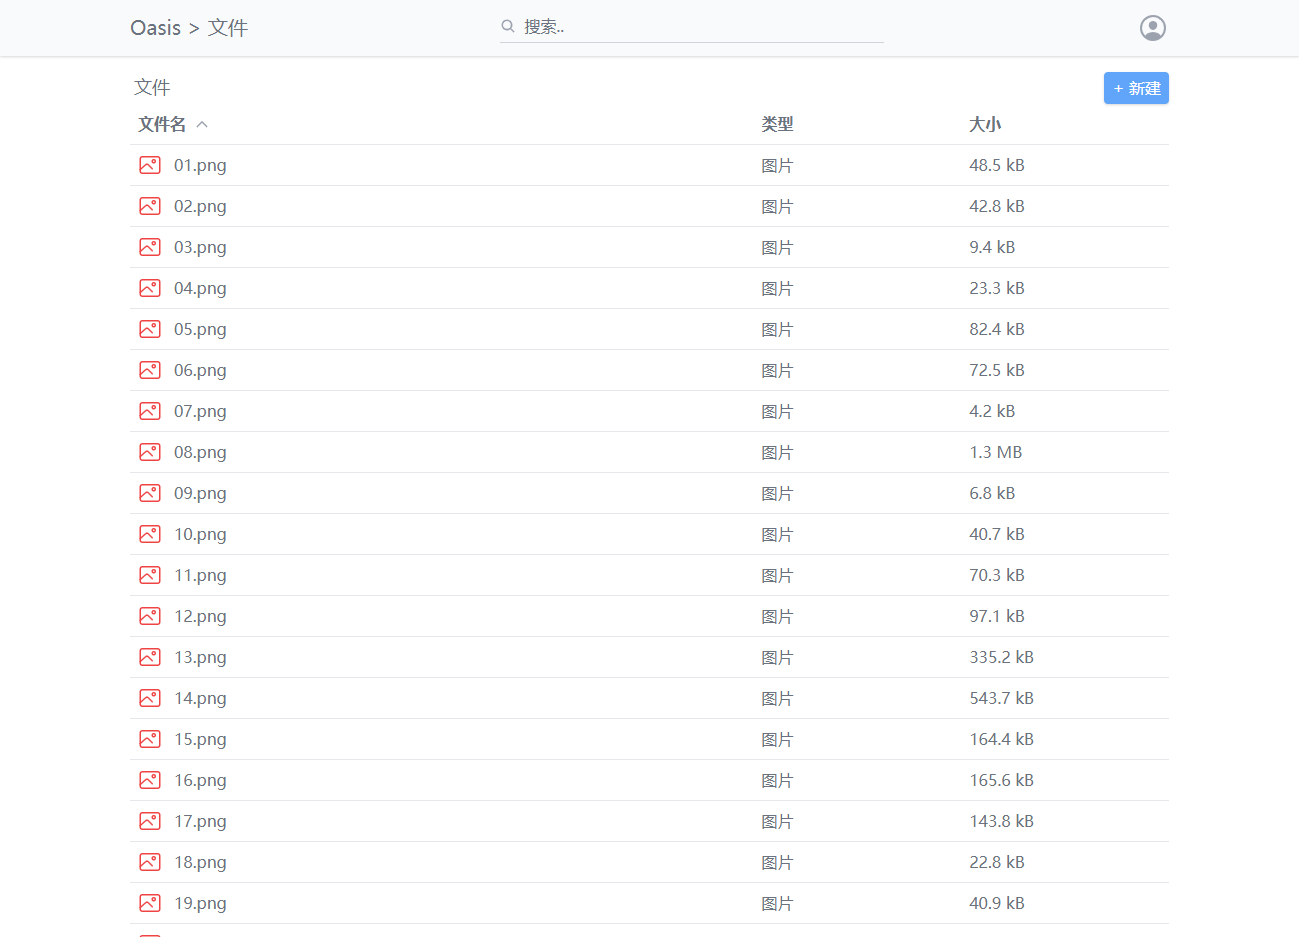 Oasis > 文件
搜索..
文件
+ 新建
文件名 类型 大小
01.png 图片 48.5 kB
02.png 图片 42.8 kB
03.png 图片 9.4 kB
04.png 图片 23.3 kB
05.png 图片 82.4 kB
06.png 图片 72.5 kB
07.png 图片 4.2 kB
08.png 图片 1.3 MB
09.png 图片 6.8 kB
10.png 图片 40.7 kB
11.png 图片 70.3 kB
12.png 图片 97.1 kB
13.png 图片 335.2 kB
14.png 图片 543.7 kB
15.png 图片 164.4 kB
16.png 图片 165.6 kB
17.png 图片 143.8 kB
18.png 图片 22.8 kB
19.png 图片 40.9 kB